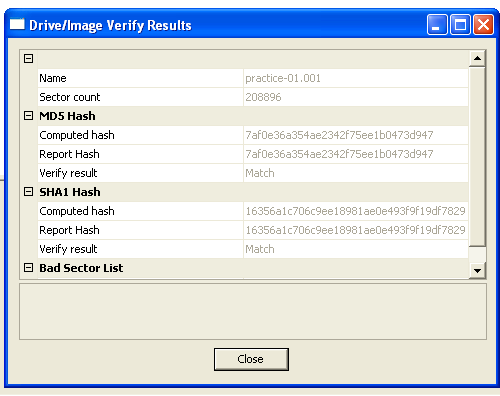 Drive/Image Verify Results
Name practice-01.001
Sector count 208896
MD5 Hash
Computed hash 7af0e36a354ae2342f75ee1b0473d947
Report Hash 7af0e36a354ae2342f75ee1b0473d947
Verify result Match
SHA1 Hash
Computed hash 16356a1c706c9ee18981ae0e493f9f19df7829
Report Hash 16356a1c706c9ee18981ae0e493f9f19df7829
Verify result Match
Bad Sector List
Close